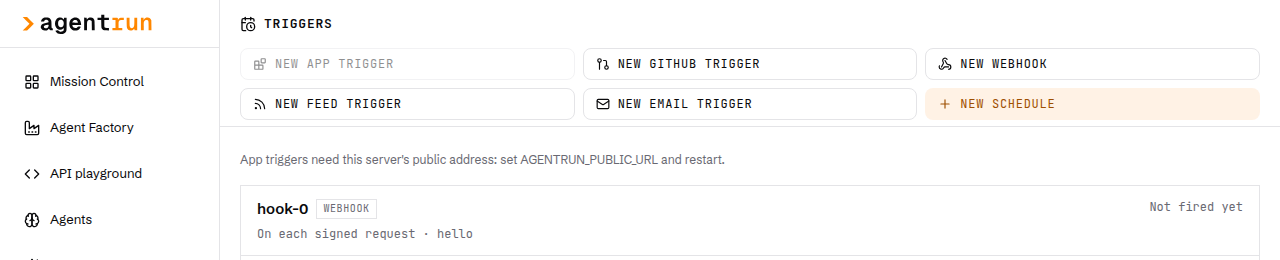 agentrun
TRIGGERS
NEW APP TRIGGER
NEW GITHUB TRIGGER
NEW WEBHOOK
NEW FEED TRIGGER
NEW EMAIL TRIGGER
NEW SCHEDULE
Mission Control
Agent Factory
API playground
Agents
App triggers need this server's public address: set AGENTRUN_PUBLIC_URL and restart.
hook-0 WEBHOOK
Not fired yet
On each signed request · hello